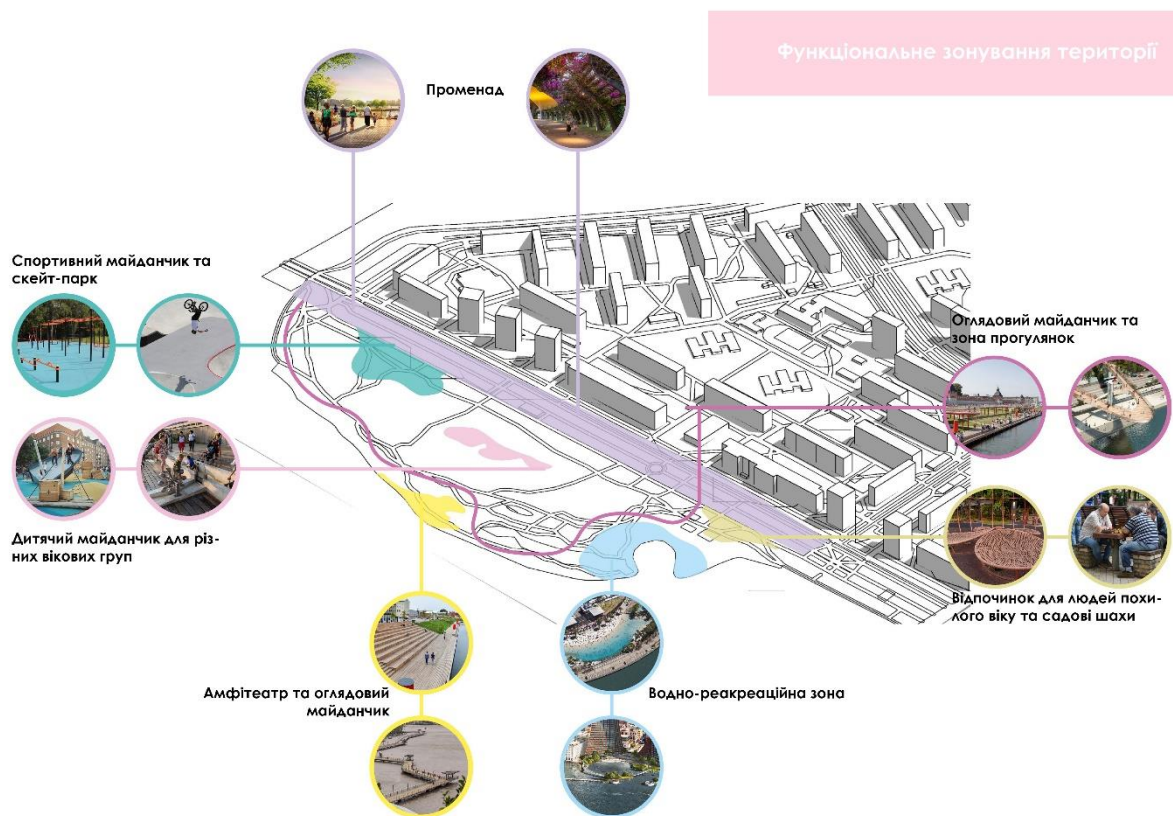 Функціональне зонування території
Променад
Спортивний майданчик та
скейт-парк
Оглядовий майданчик та
зона прогулянок
Дитячий майданчик для різ-
них вікових груп
Відпочинок для людей похи-
лого віку та садові шахи
Амфітеатр та оглядовий
майданчик
Водно-реакреаційна зона